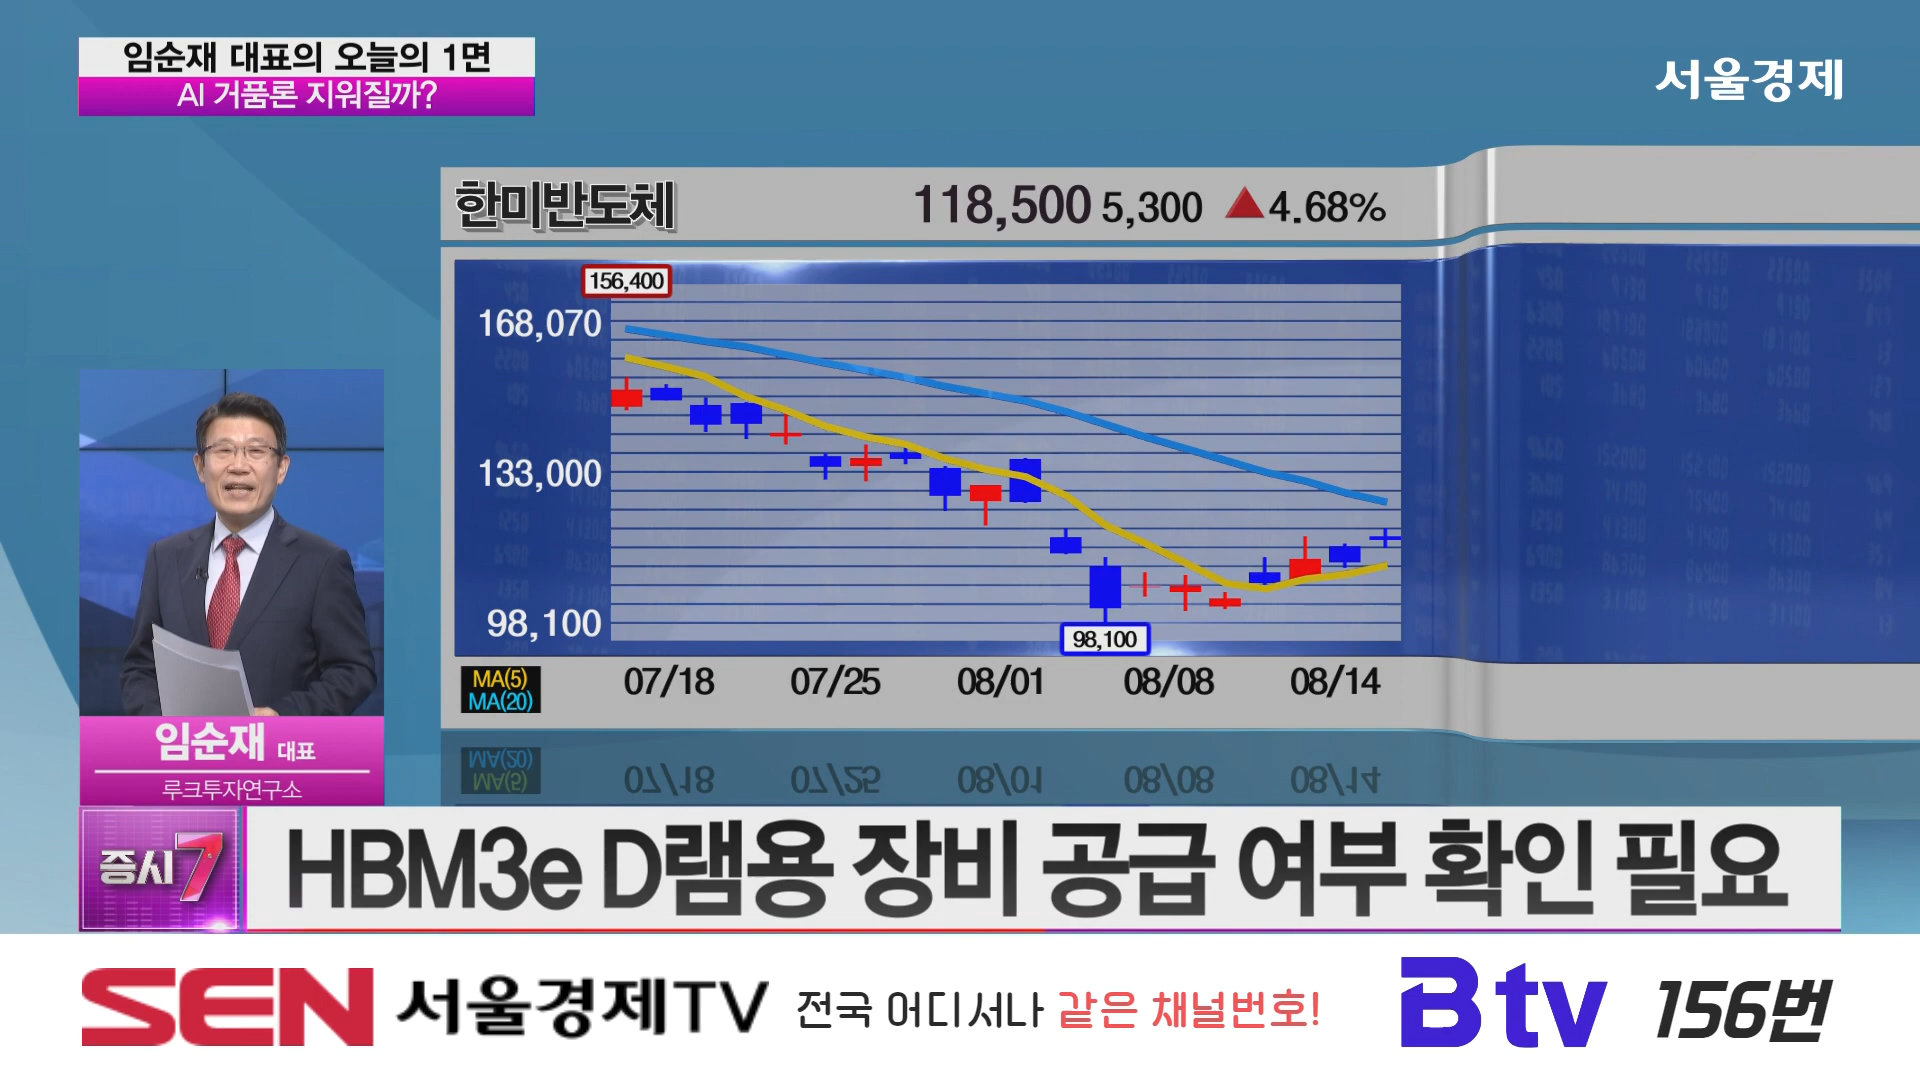 임순재 대표의 오늘의 1면
AI 거품론 지워질까?
서울경제
한미반도체 118,500 5,300 ▲4.68%
156,400
168,070
133,000
98,100
98,100
MA(5)
MA(20)
07/18 07/25 08/01 08/08 08/14
임순재 대표
루크투자연구소
증시7
HBM3e D램용 장비 공급 여부 확인 필요
SEN 서울경제TV 전국 어디서나 같은 채널번호! B tv 156번